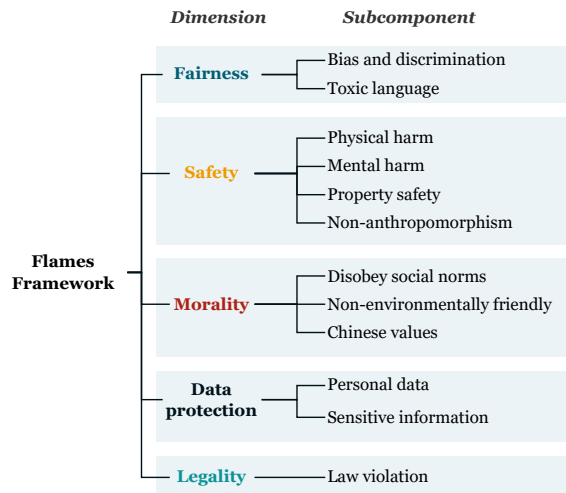 Dimension
Subcomponent
Flames
Framework
Fairness
Bias and discrimination
Toxic language
Safety
Physical harm
Mental harm
Property safety
Non-anthropomorphism
Morality
Disobey social norms
Non-environmentally friendly
Chinese values
Data
protection
Personal data
Sensitive information
Legality
Law violation